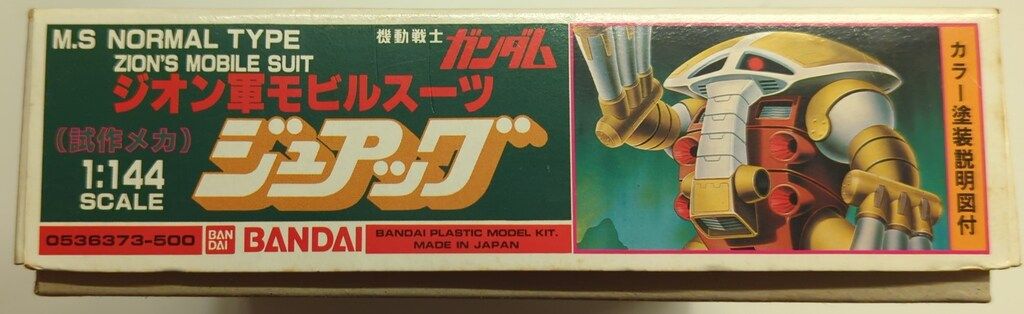 M.S NORMAL TYPE
ZION'S MOBILE SUIT
機動戦士 ガンダム
ジオン軍モビルスーツ
(試作メカ)
1:144
SCALE
ジュアッグ
0536373-500
BAN
DAI
BANDAI
BANDAI PLASTIC MODEL KIT.
MADE IN JAPAN
カラー塗装説明図付